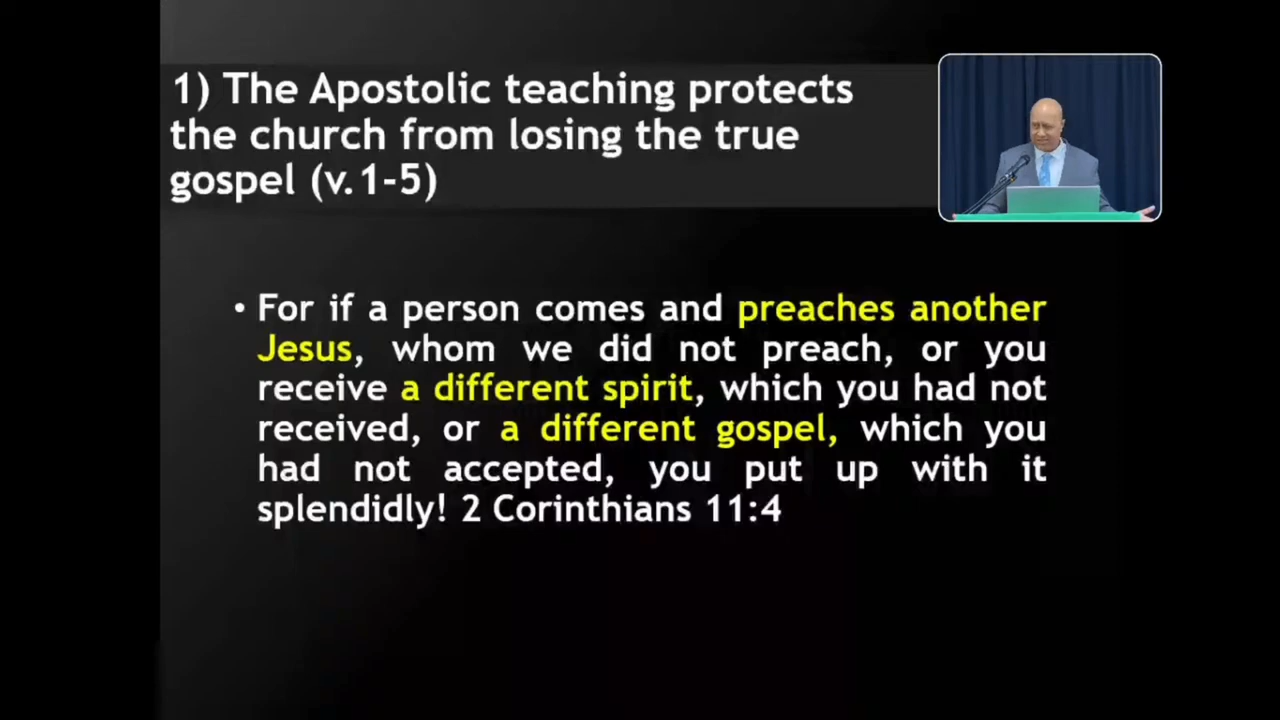 1) The Apostolic teaching protects
the church from losing the true
gospel (v.1-5)
• For if a person comes and preaches another
Jesus, whom we did not preach, or you
receive a different spirit, which you had not
received, or a different gospel, which you
had not accepted, you put up with it
splendidly! 2 Corinthians 11:4